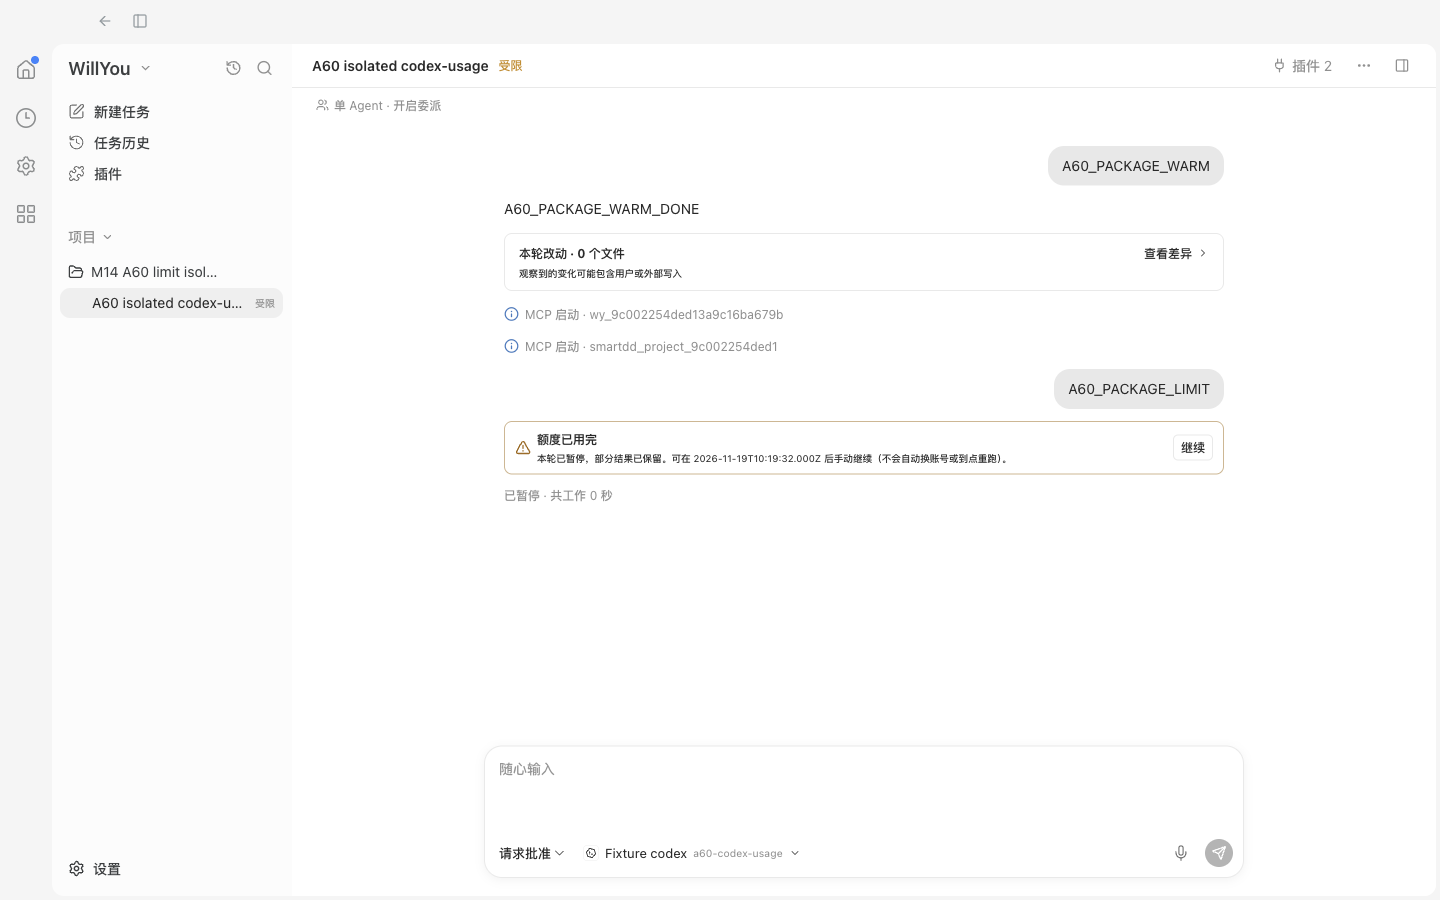 WillYou
新建任务
任务历史
插件
项目
M14 A60 limit isol...
A60 isolated codex-u... 受限
设置
A60 isolated codex-usage 受限
插件 2
单 Agent · 开启委派
A60_PACKAGE_WARM
A60_PACKAGE_WARM_DONE
本轮改动 · 0 个文件
查看差异
观察到的变化可能包含用户或外部写入
MCP 启动 · wy_9c002254ded13a9c16ba679b
MCP 启动 · smartdd_project_9c002254ded1
A60_PACKAGE_LIMIT
额度已用完
本轮已暂停，部分结果已保留。可在 2026-11-19T10:19:32.000Z 后手动继续（不会自动换账号或到点重跑）。
继续
已暂停 · 共工作 0 秒
随心输入
请求批准
Fixture codex a60-codex-usage